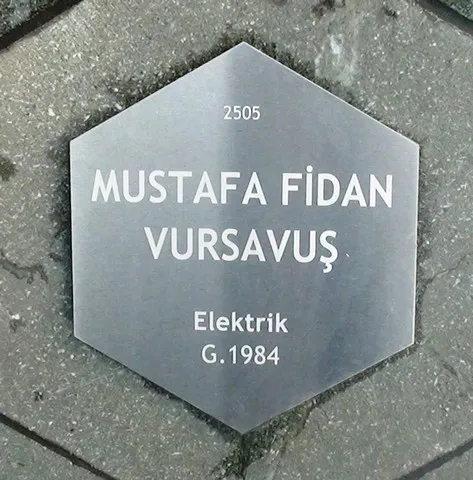 2505
MUSTAFA FİDAN
VURSAVUŞ
Elektrik
G.1984